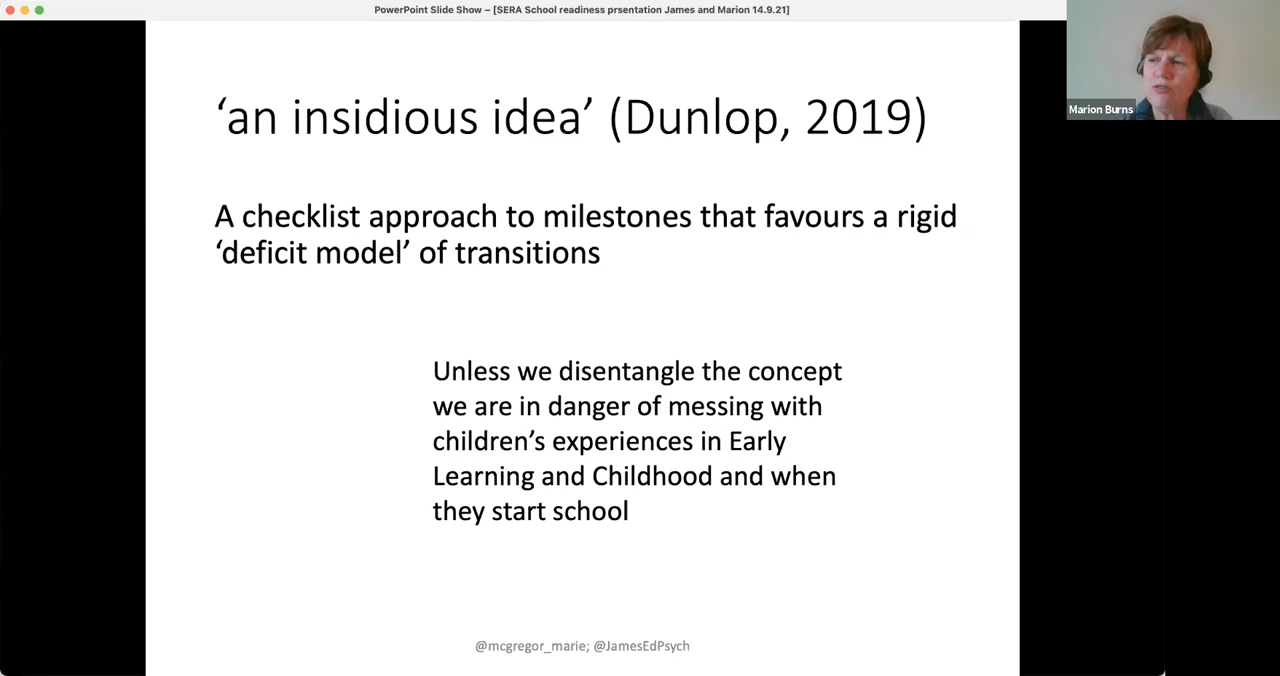 PowerPoint Slide Show – [SERA School readiness prsentation James and Marion 14.9.21]
Marion Burns
‘an insidious idea’ (Dunlop, 2019)
A checklist approach to milestones that favours a rigid
‘deficit model’ of transitions
Unless we disentangle the concept
we are in danger of messing with
children’s experiences in Early
Learning and Childhood and when
they start school
@mcgregor_marie; @JamesEdPsych